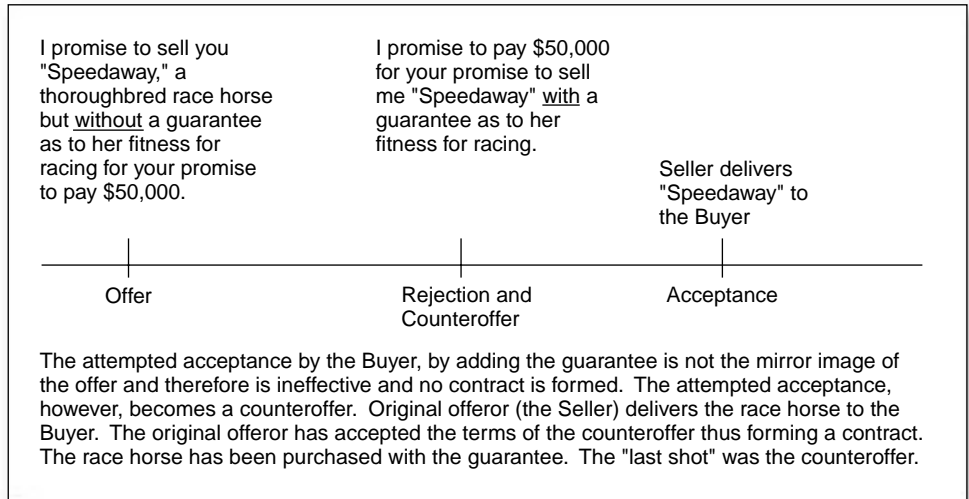 I promise to sell you
"Speedaway," a
thoroughbred race horse
but without a guarantee
as to her fitness for
racing for your promise
to pay $50,000.
I promise to pay $50,000
for your promise to sell
me "Speedaway" with a
guarantee as to her
fitness for racing.
Seller delivers
"Speedaway" to
the Buyer
Offer
Rejection and
Counteroffer
Acceptance
The attempted acceptance by the Buyer, by adding the guarantee is not the mirror image of
the offer and therefore is ineffective and no contract is formed. The attempted acceptance,
however, becomes a counteroffer. Original offeror (the Seller) delivers the race horse to the
Buyer. The original offeror has accepted the terms of the counteroffer thus forming a contract.
The race horse has been purchased with the guarantee. The "last shot" was the counteroffer.